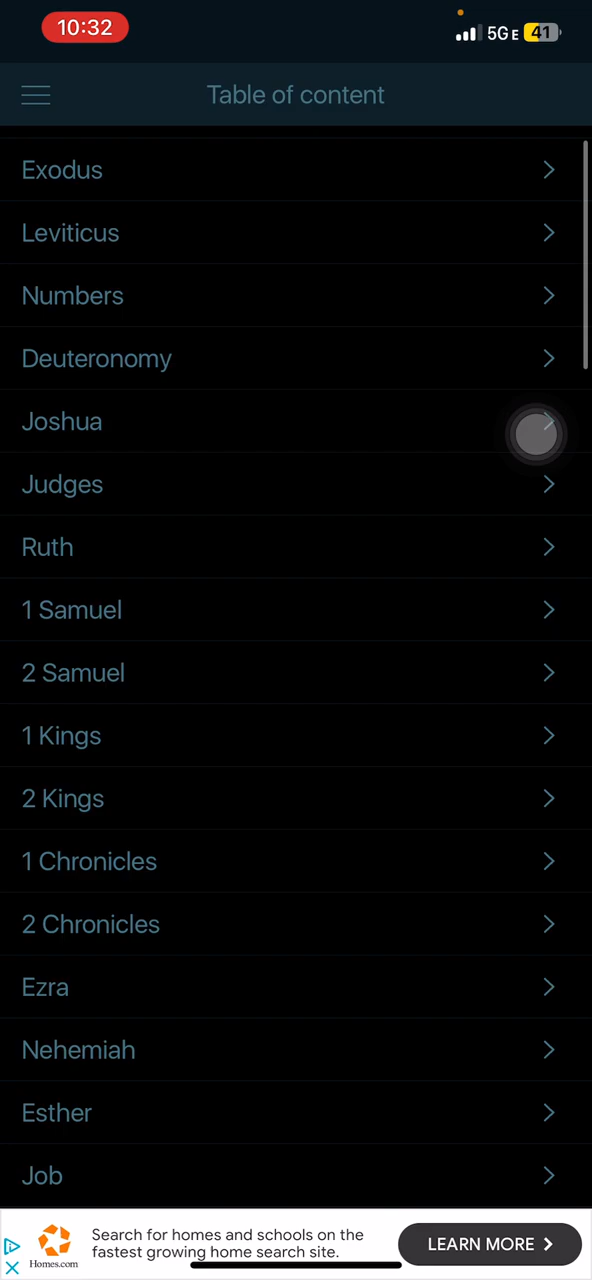 10:32
5GE 41
Table of content
Exodus
Leviticus
Numbers
Deuteronomy
Joshua
Judges
Ruth
1 Samuel
2 Samuel
1 Kings
2 Kings
1 Chronicles
2 Chronicles
Ezra
Nehemiah
Esther
Job
Search for homes and schools on the
fastest growing home search site.
Homes.com
LEARN MORE